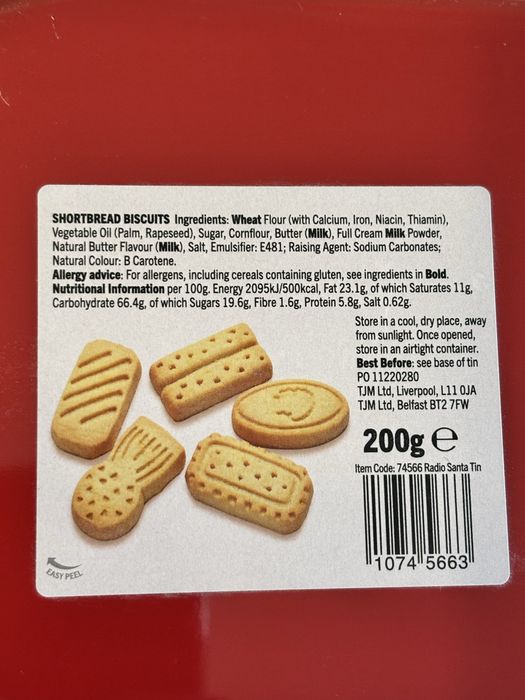 SHORTBREAD BISCUITS Ingredients: Wheat Flour (with Calcium, Iron, Niacin, Thiamin),
Vegetable Oil (Palm, Rapeseed), Sugar, Cornflour, Butter (Milk), Full Cream Milk Powder,
Natural Butter Flavour (Milk), Salt, Emulsifier: E481; Raising Agent: Sodium Carbonates;
Natural Colour: B Carotene.
Allergy advice: For allergens, including cereals containing gluten, see ingredients in Bold.
Nutritional Information per 100g. Energy 2095kJ/500kcal, Fat 23.1g, of which Saturates 11g,
Carbohydrate 66.4g, of which Sugars 19.6g, Fibre 1.6g, Protein 5.8g, Salt 0.62g.
Store in a cool, dry place, away
from sunlight. Once opened,
store in an airtight container.
Best Before: see base of tin
PO 11220280
TJM Ltd, Liverpool, L11 0JA
TJM Ltd, Belfast BT2 7FW
200g ℮
Item Code: 74566 Radio Santa Tin
1074 5663
EASY PEEL